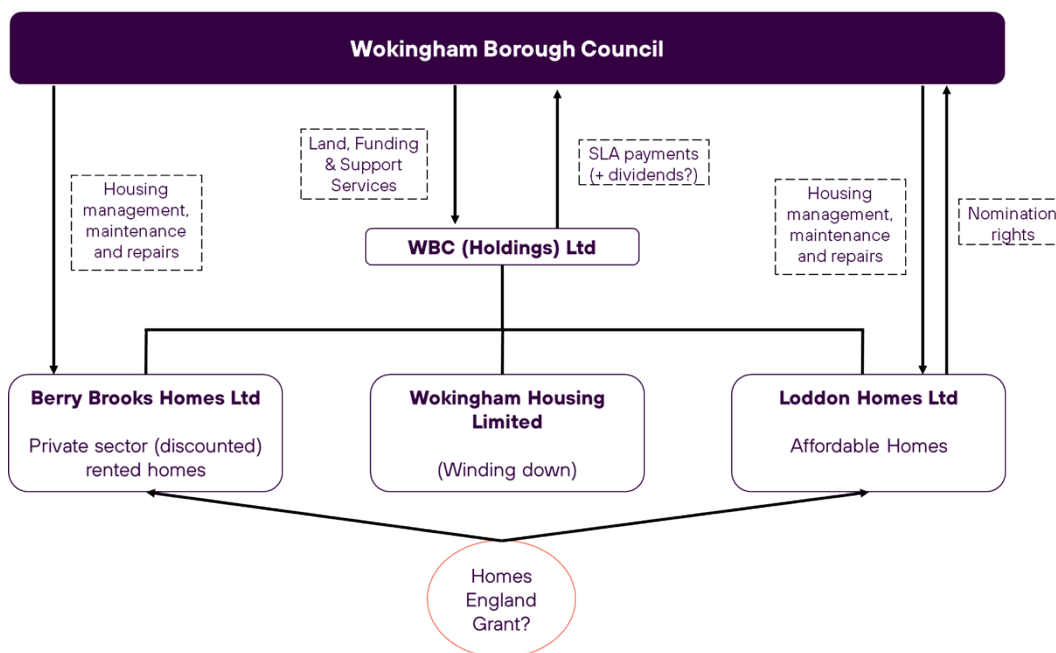 Wokingham Borough Council
Land, Funding
& Support
Services
SLA payments
(+ dividends?)
Housing
management,
maintenance
and repairs
Housing
management,
maintenance
and repairs
Nomination
rights
WBC (Holdings) Ltd
Berry Brooks Homes Ltd
Private sector (discounted)
rented homes
Wokingham Housing
Limited
(Winding down)
Loddon Homes Ltd
Affordable Homes
Homes
England
Grant?